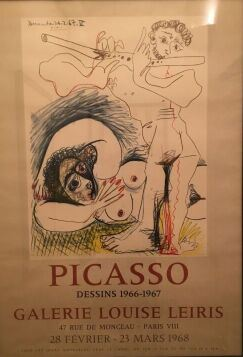 PICASSO
DESSINS 1966-1967
GALERIE LOUISE LEIRIS
47 RUE DE MONCEAU - PARIS VIII
28 FÉVRIER - 23 MARS 1968